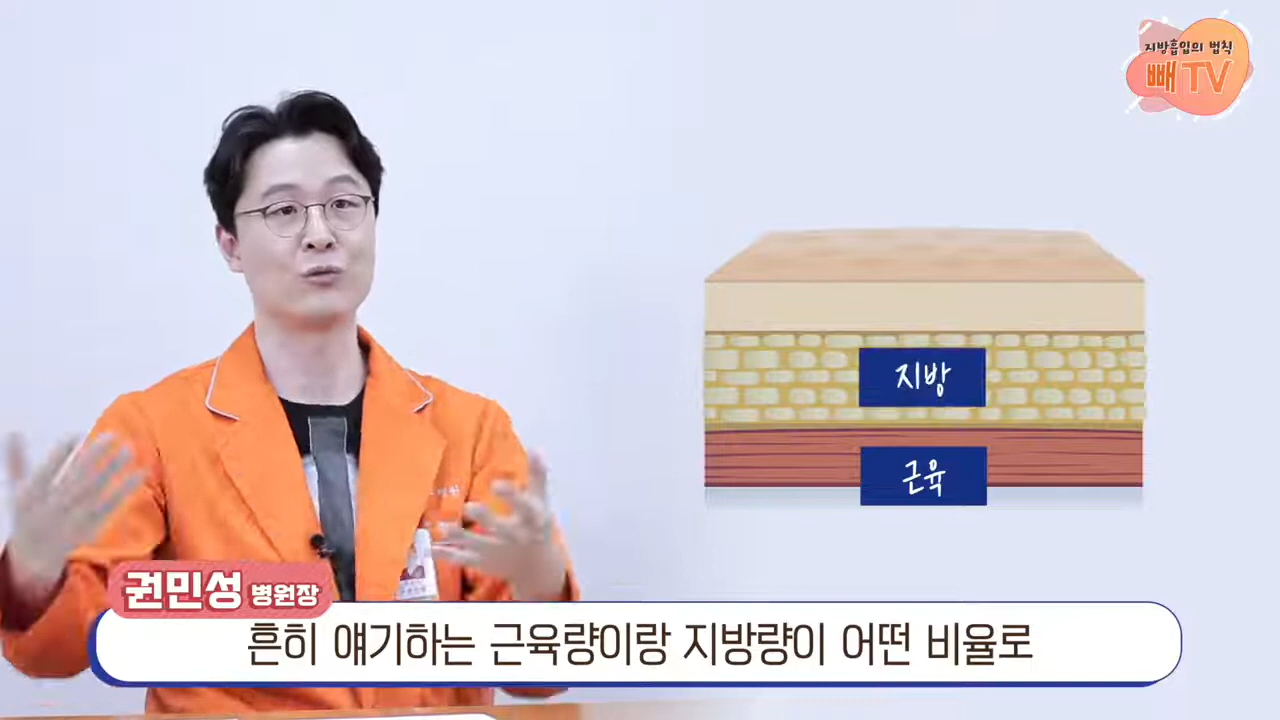 지방흡입의 법칙
빼TV
지방
근육
권민성 병원장
흔히 얘기하는 근육량이랑 지방량이 어떤 비율로